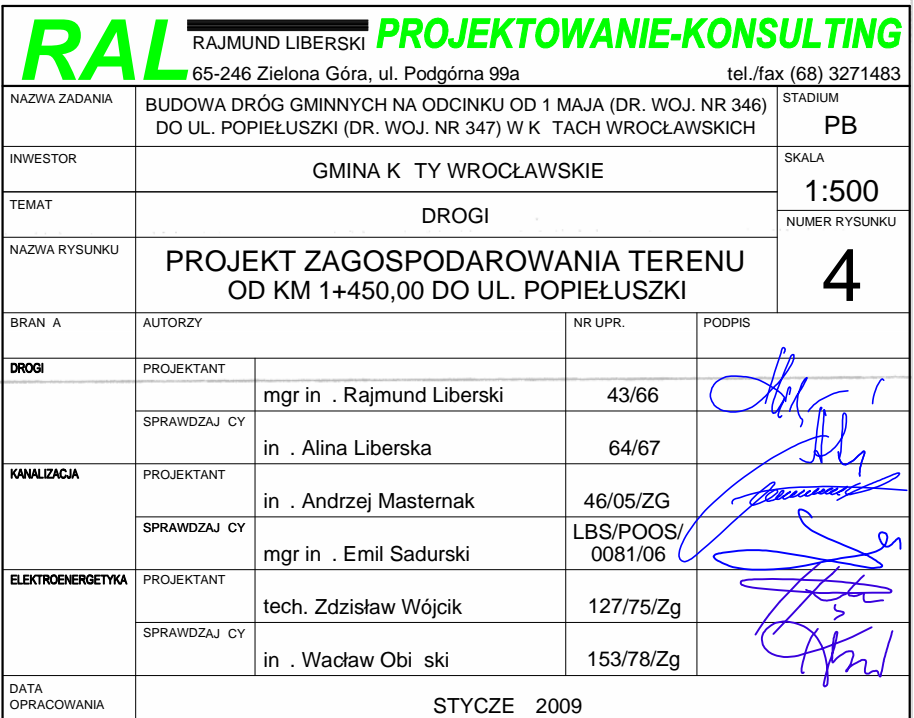 RAL RAJMUND LIBERSKI PROJEKTOWANIE-KONSULTING
65-246 Zielona Góra, ul. Podgórna 99a tel./fax (68) 3271483
NAZWA ZADANIA
BUDOWA DRÓG GMINNYCH NA ODCINKU OD 1 MAJA (DR. WOJ. NR 346)
DO UL. POPIEŁUSZKI (DR. WOJ. NR 347) W K TACH WROCŁAWSKICH
STADIUM
PB
INWESTOR
GMINA K TY WROCŁAWSKIE
SKALA
1:500
TEMAT
DROGI
NUMER RYSUNKU
4
NAZWA RYSUNKU
PROJEKT ZAGOSPODAROWANIA TERENU
OD KM 1+450,00 DO UL. POPIEŁUSZKI
BRAN A AUTORZY NR UPR. PODPIS
DROGI PROJEKTANT
mgr in . Rajmund Liberski 43/66
SPRAWDZAJ CY
in . Alina Liberska 64/67
KANALIZACJA PROJEKTANT
in . Andrzej Masternak 46/05/ZG
SPRAWDZAJ CY
mgr in . Emil Sadurski
LBS/POOS/
0081/06
ELEKTROENERGETYKA PROJEKTANT
tech. Zdzisław Wójcik 127/75/Zg
SPRAWDZAJ CY
in . Wacław Obi ski 153/78/Zg
DATA
OPRACOWANIA
STYCZE 2009